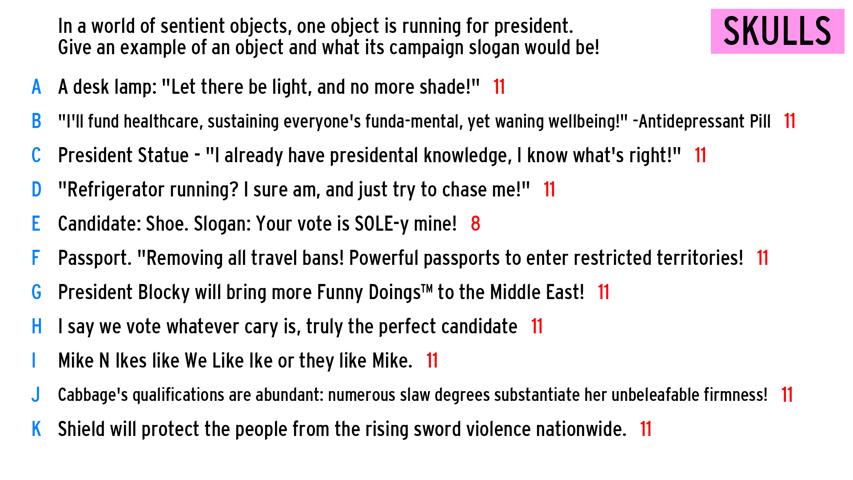 In a world of sentient objects, one object is running for president.
Give an example of an object and what its campaign slogan would be!
SKULLS
A A desk lamp: "Let there be light, and no more shade!" 11
B "I'll fund healthcare, sustaining everyone's funda-mental, yet waning wellbeing!" -Antidepressant Pill 11
C President Statue - "I already have presidental knowledge, I know what's right!" 11
D "Refrigerator running? I sure am, and just try to chase me!" 11
E Candidate: Shoe. Slogan: Your vote is SOLE-y mine! 8
F Passport. "Removing all travel bans! Powerful passports to enter restricted territories! 11
G President Blocky will bring more Funny Doings™ to the Middle East! 11
H I say we vote whatever cary is, truly the perfect candidate 11
I Mike N Ikes like We Like Ike or they like Mike. 11
J Cabbage's qualifications are abundant: numerous slaw degrees substantiate her unbeleafable firmness! 11
K Shield will protect the people from the rising sword violence nationwide. 11